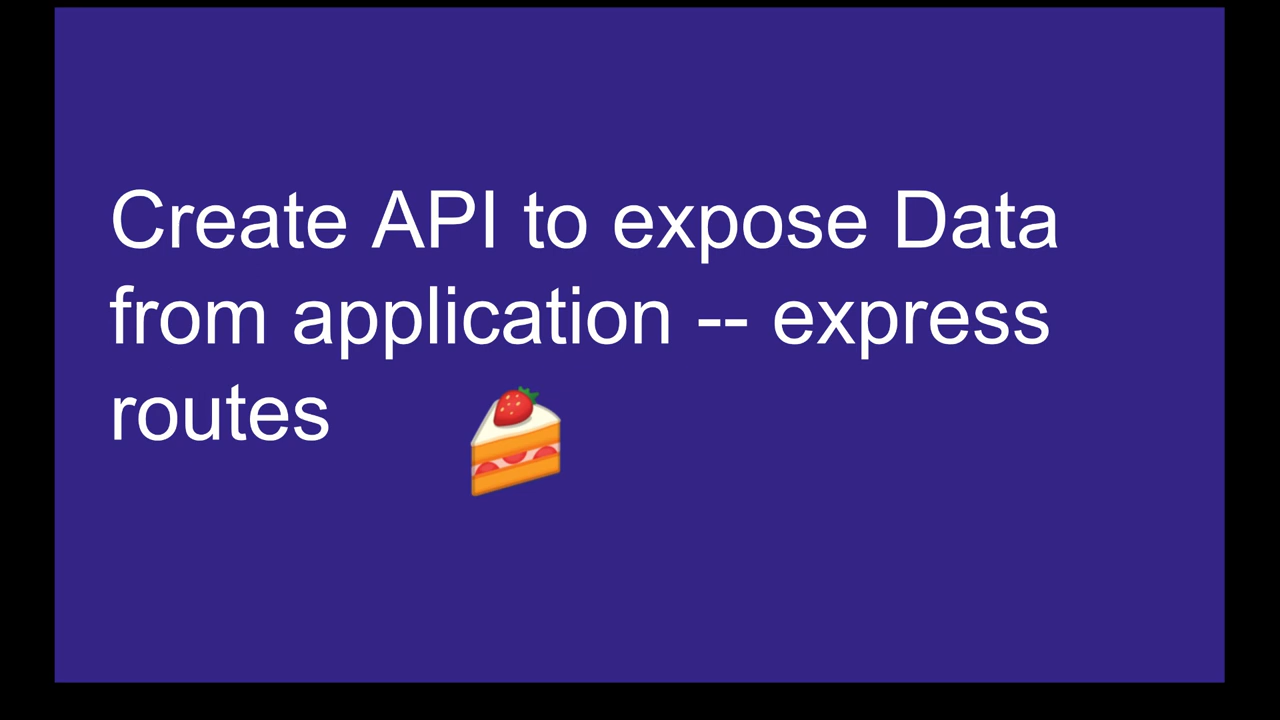 Create API to expose Data
from application -- express
routes